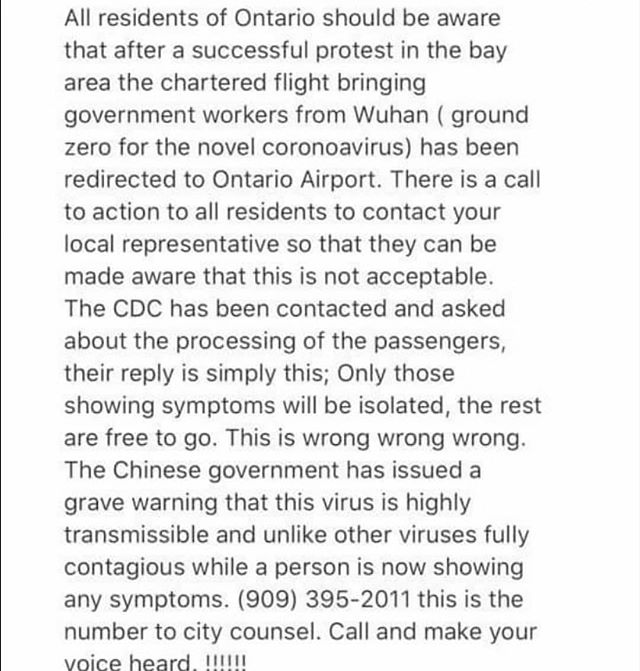 All residents of Ontario should be aware
that after a successful protest in the bay
area the chartered flight bringing
government workers from Wuhan ( ground
zero for the novel coronoavirus) has been
redirected to Ontario Airport. There is a call
to action to all residents to contact your
local representative so that they can be
made aware that this is not acceptable.
The CDC has been contacted and asked
about the processing of the passengers,
their reply is simply this; Only those
showing symptoms will be isolated, the rest
are free to go. This is wrong wrong wrong.
The Chinese government has issued a
grave warning that this virus is highly
transmissible and unlike other viruses fully
contagious while a person is now showing
any symptoms. (909) 395-2011 this is the
number to city counsel. Call and make your
voice heard. !!!!!!